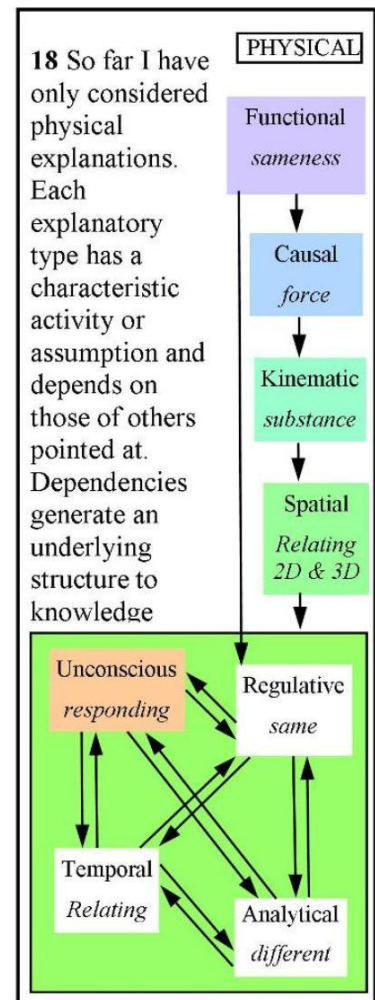 18 So far I have
only considered
physical
explanations.
Each
explanatory
type has a
characteristic
activity or
assumption and
depends on
those of others
pointed at.
Dependencies
generate an
underlying
structure to
knowledge
PHYSICAL
Functional
sameness
Causal
force
Kinematic
substance
Spatial
Relating
2D & 3D
Unconscious
responding
Regulative
same
Temporal
Relating
Analytical
different